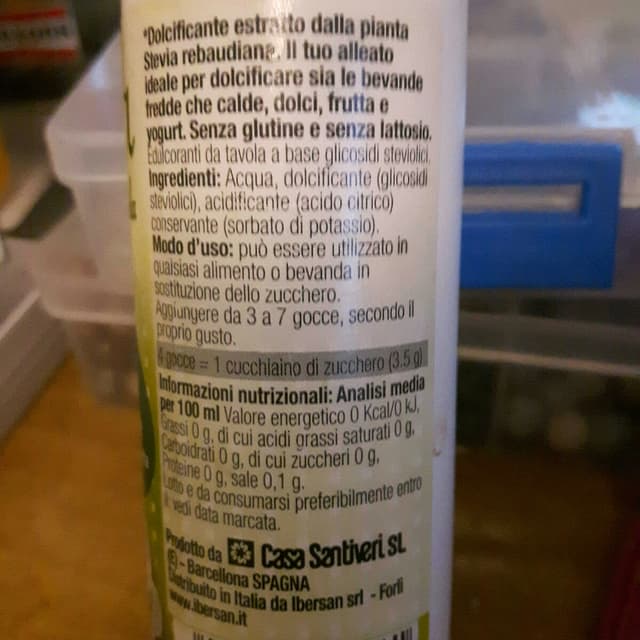 *Dolcificante estratto dalla pianta
Stevia rebaudiana. Il tuo alleato
ideale per dolcificare sia le bevande
fredde che calde, dolci, frutta e
yogurt. Senza glutine e senza lattosio.
Edulcoranti da tavola a base glicosidi steviolici.
Ingredienti: Acqua, dolcificante (glicosidi
steviolici), acidificante (acido citrico)
conservante (sorbato di potassio).
Modo d'uso: può essere utilizzato in
qualsiasi alimento o bevanda in
sostituzione dello zucchero.
Aggiungere da 3 a 7 gocce, secondo il
proprio gusto.
4 gocce = 1 cucchlaino di zucchero (3.5 g)
Informazioni nutrizionali: Analisi media
per 100 ml Valore energetico 0 Kcal/0 kJ,
Grassi 0 g, di cui acidi grassi saturati 0 g,
Carboidrati 0 g, di cui zuccheri 0 g,
Proteine 0 g, sale 0,1 g.
Lotto e da consumarsi preferibilmente entro
il: vedi data marcata.
Prodotto da Casa Santiveri SL
- Barcellona SPAGNA
Distribuito in Italia da Ibersan srl - Forlì
www.ibersan.it